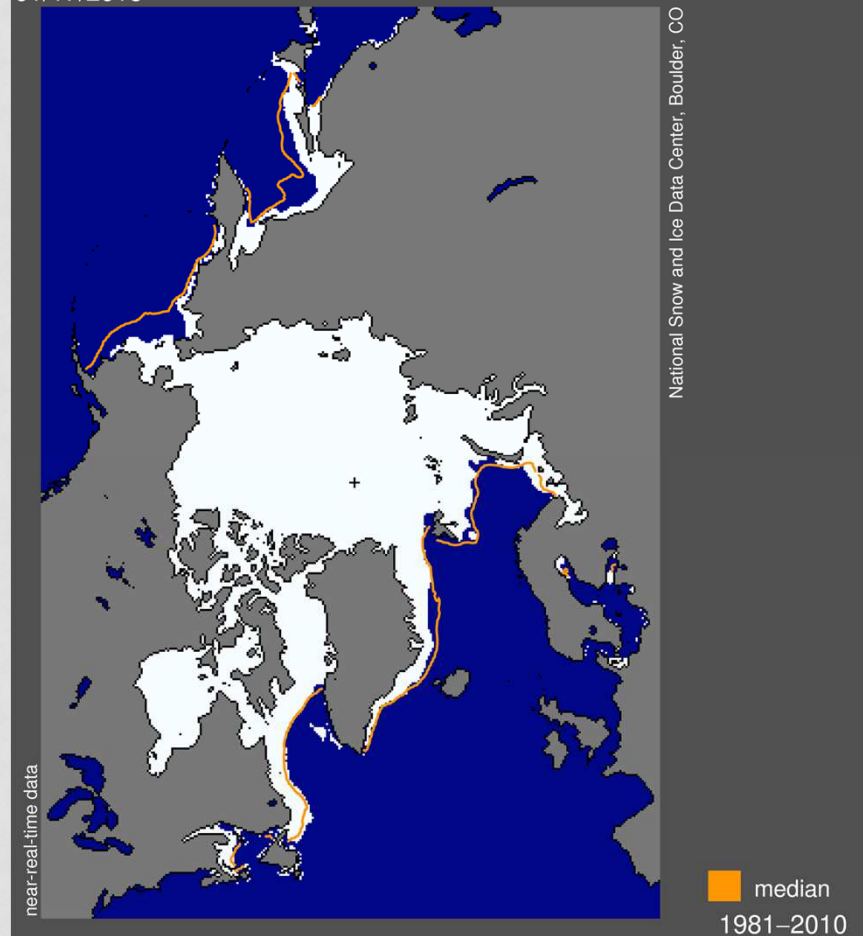 National Snow and Ice Data Center, Boulder, CO
near-real-time data
median
1981–2010